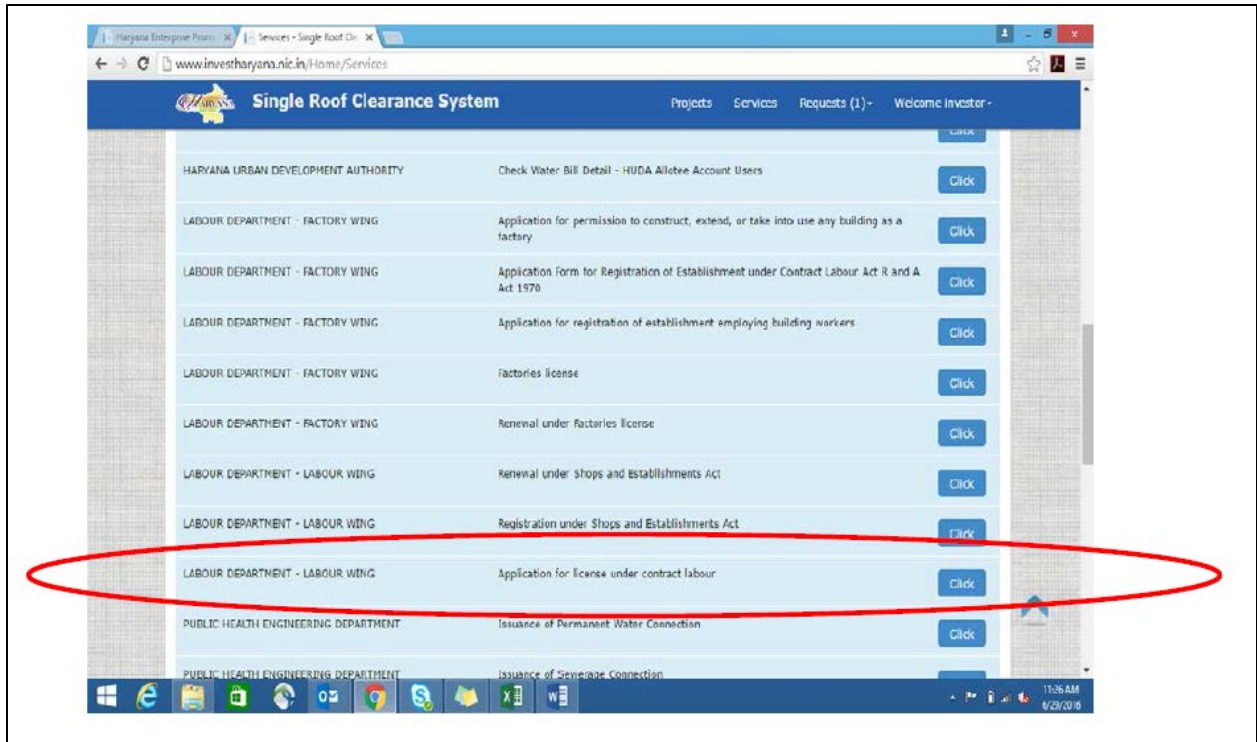 Haryana Enterprise Prom
Services - Single Roof Cle
www.investharyana.nic.in/Home/Services
Single Roof Clearance System
Projects Services Requests (1) Welcome investor
Click
HARYANA URBAN DEVELOPMENT AUTHORITY Check Water Bill Detail - HUDA Allotee Account Users Click
LABOUR DEPARTMENT - FACTORY WING Application for permission to construct, extend, or take into use any building as a
factory Click
LABOUR DEPARTMENT - FACTORY WING Application Form for Registration of Establishment under Contract Labour Act R and A
Act 1970 Click
LABOUR DEPARTMENT - FACTORY WING Application for registration of establishment employing building workers Click
LABOUR DEPARTMENT - FACTORY WING Factories license Click
LABOUR DEPARTMENT - FACTORY WING Renewal under Factories license Click
LABOUR DEPARTMENT - LABOUR WING Renewal under Shops and Establishments Act Click
LABOUR DEPARTMENT - LABOUR WING Registration under Shops and Establishments Act Click
LABOUR DEPARTMENT - LABOUR WING Application for license under contract labour Click
PUBLIC HEALTH ENGINEERING DEPARTMENT Issuance of Permanent Water Connection Click
PUBLIC HEALTH ENGINEERING DEPARTMENT Issuance of Sewerage Connection
11:26 AM
6/29/2016